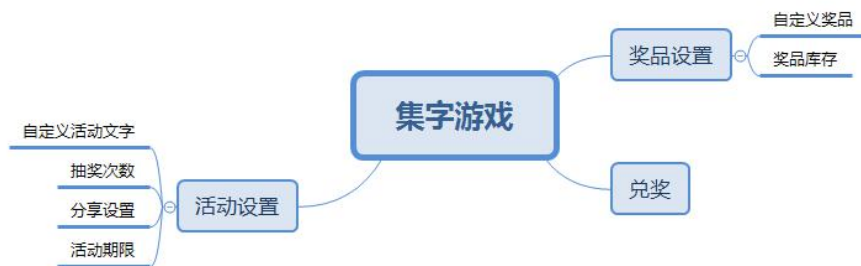 集字游戏
奖品设置
自定义奖品
奖品库存
兑奖
活动设置
自定义活动文字
抽奖次数
分享设置
活动期限